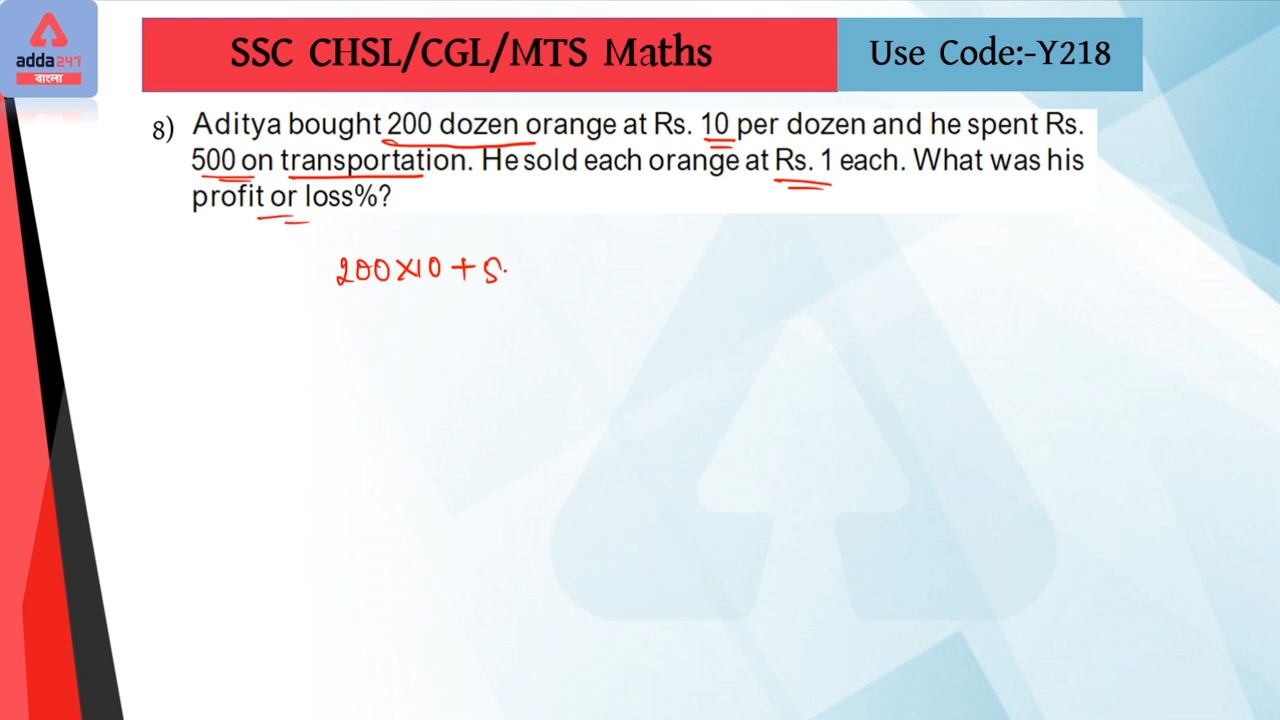 adda247
বাংলা
SSC CHSL/CGL/MTS Maths
Use Code:-Y218
8) Aditya bought 200 dozen orange at Rs. 10 per dozen and he spent Rs.
500 on transportation. He sold each orange at Rs. 1 each. What was his
profit or loss%?
200×10+5